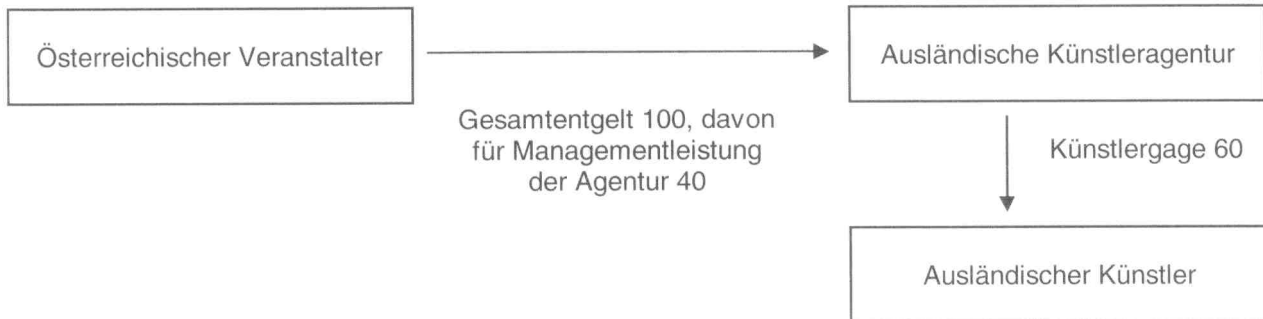 Österreichischer Veranstalter
Ausländische Künstleragentur
Gesamtentgelt 100, davon
für Managementleistung
der Agentur 40
Künstlergage 60
Ausländischer Künstler